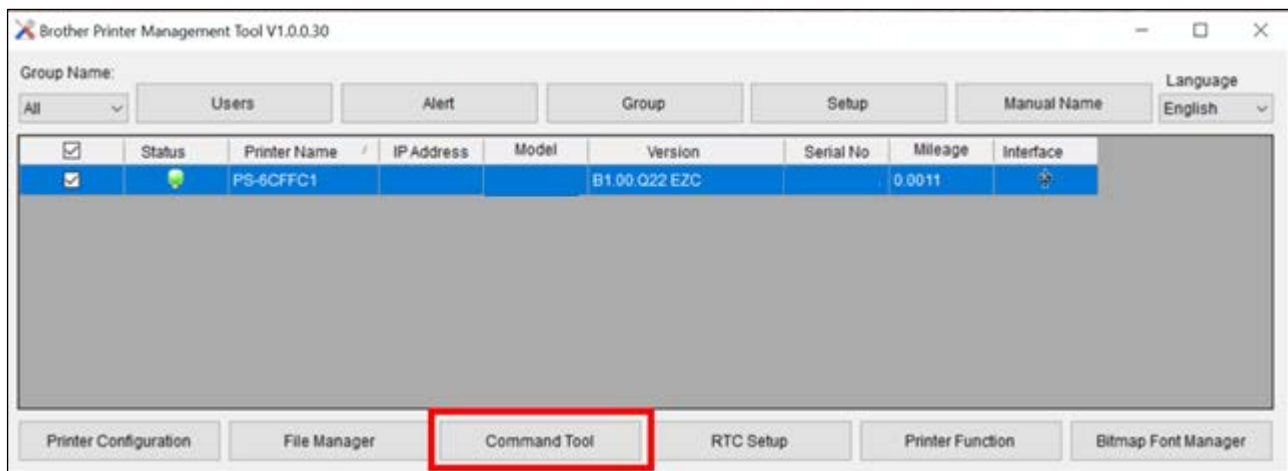 Brother Printer Management Tool V1.0.0.30
Group Name:
Language
All Users Alert Group Setup Manual Name English
Status Printer Name IP Address Model Version Serial No Mileage Interface
PS-6CFFC1 B1.00.Q22 EZC 0.0011
Printer Configuration File Manager Command Tool RTC Setup Printer Function Bitmap Font Manager